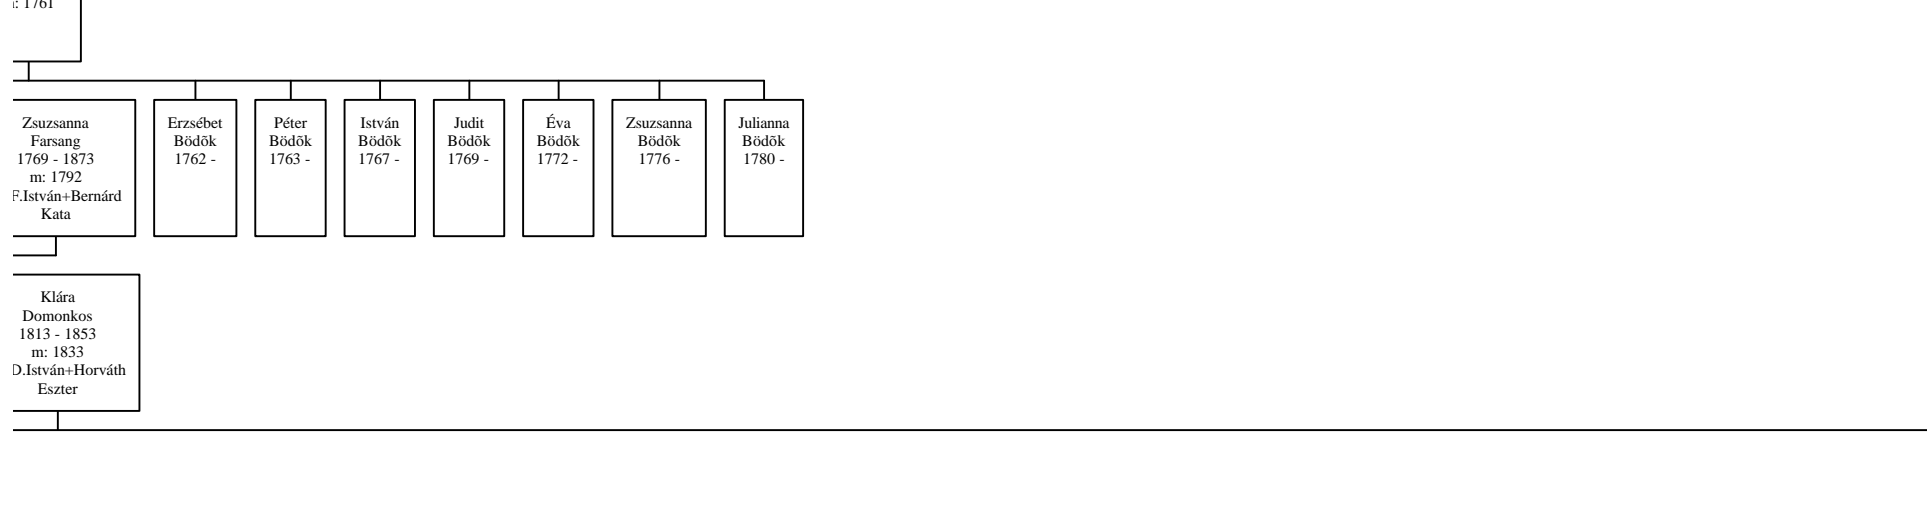 : 1761
Zsuzsanna
Farsang
1769 - 1873
m: 1792
F.István+Bernárd
Kata
Erzsébet
Bödõk
1762 -
Péter
Bödõk
1763 -
István
Bödõk
1767 -
Judit
Bödõk
1769 -
Éva
Bödõk
1772 -
Zsuzsanna
Bödõk
1776 -
Julianna
Bödõk
1780 -
Klára
Domonkos
1813 - 1853
m: 1833
D.István+Horváth
Eszter